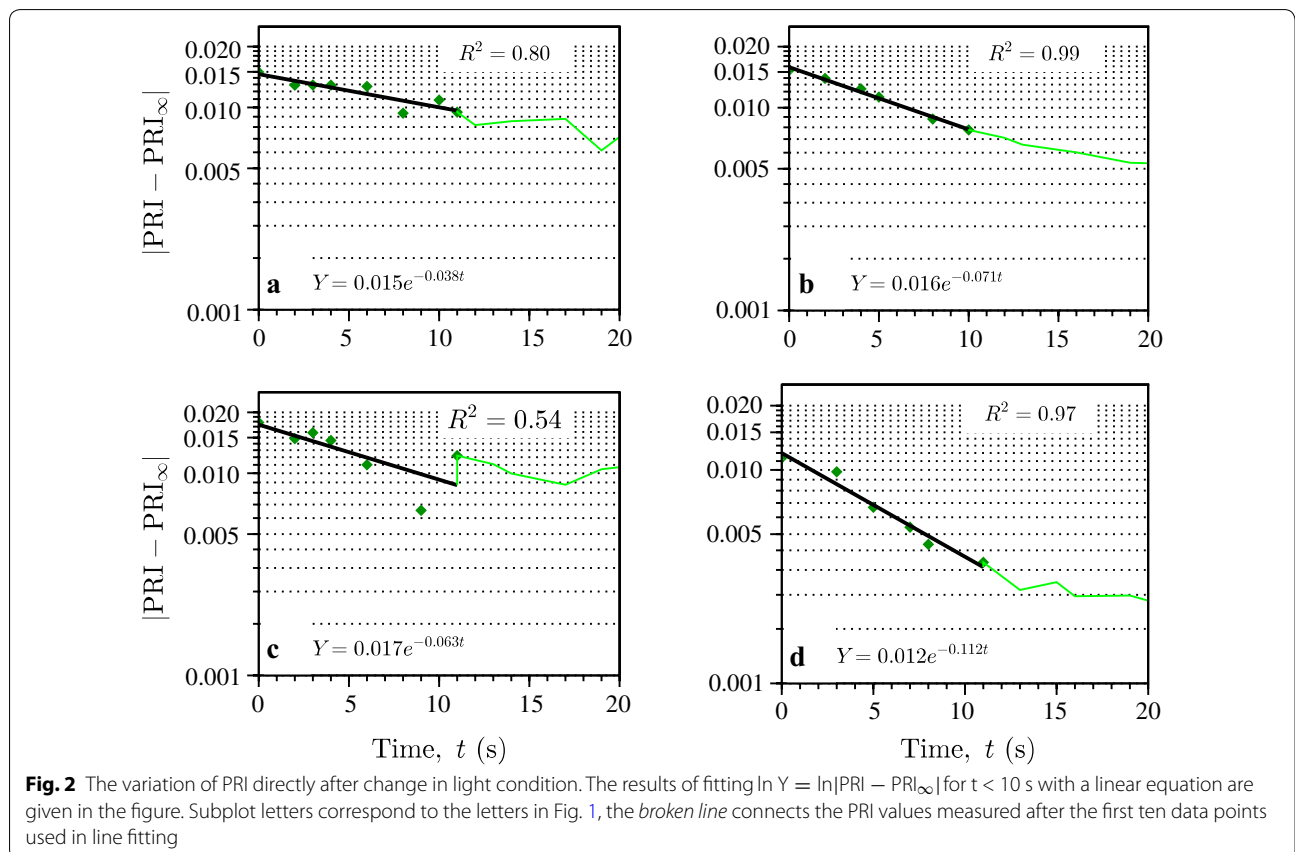 0.020
0.015
0.010
0.005
0.001
|PRI − PRI∞|
R² = 0.80
a
Y = 0.015e^{−0.038t}
0 5 10 15 20
0.020
0.015
0.010
0.005
0.001
R² = 0.99
b
Y = 0.016e^{−0.071t}
0 5 10 15 20
0.020
0.015
0.010
0.005
0.001
|PRI − PRI∞|
R² = 0.54
c
Y = 0.017e^{−0.063t}
0 5 10 15 20
Time, t (s)
0.020
0.015
0.010
0.005
0.001
R² = 0.97
d
Y = 0.012e^{−0.112t}
0 5 10 15 20
Time, t (s)
Fig. 2 The variation of PRI directly after change in light condition. The results of fitting ln Y = ln|PRI − PRI∞| for t < 10 s with a linear equation are
given in the figure. Subplot letters correspond to the letters in Fig. 1, the broken line connects the PRI values measured after the first ten data points
used in line fitting